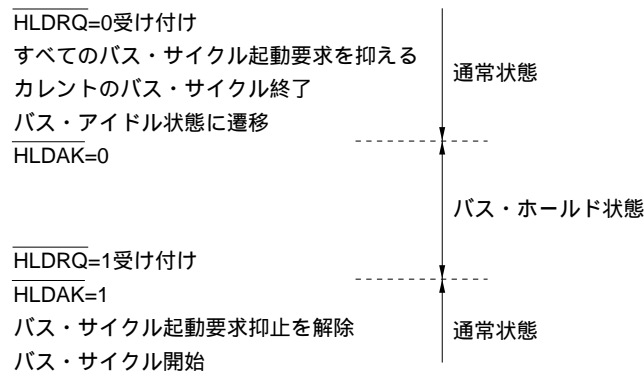 HLDRQ=0受け付け
すべてのバス・サイクル起動要求を抑える
カレントのバス・サイクル終了
バス・アイドル状態に遷移
HLDAK=0
通常状態
バス・ホールド状態
HLDRQ=1受け付け
HLDAK=1
バス・サイクル起動要求抑止を解除
バス・サイクル開始
通常状態